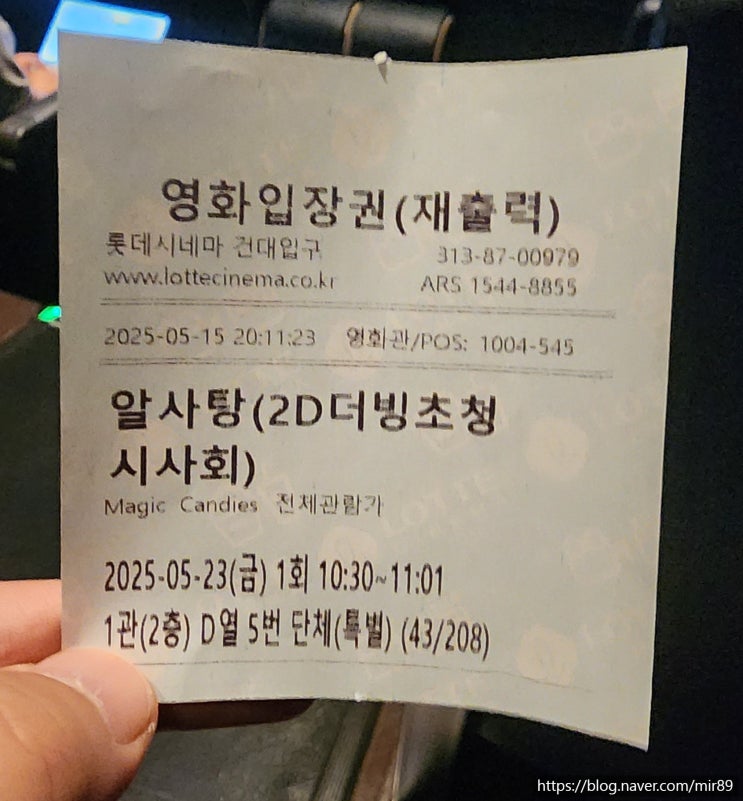 영화입장권(재출력)
롯데시네마 건대입구 313-87-00979
www.lottecinema.co.kr ARS 1544-8855
2025-05-15 20:11:23 영화관/POS: 1004-545
알사탕(2D더빙초청
시사회)
Magic Candies 전체관람가
2025-05-23(금) 1회 10:30~11:01
1관(2층) D열 5번 단체(특별) (43/208)
https://blog.naver.com/mir89